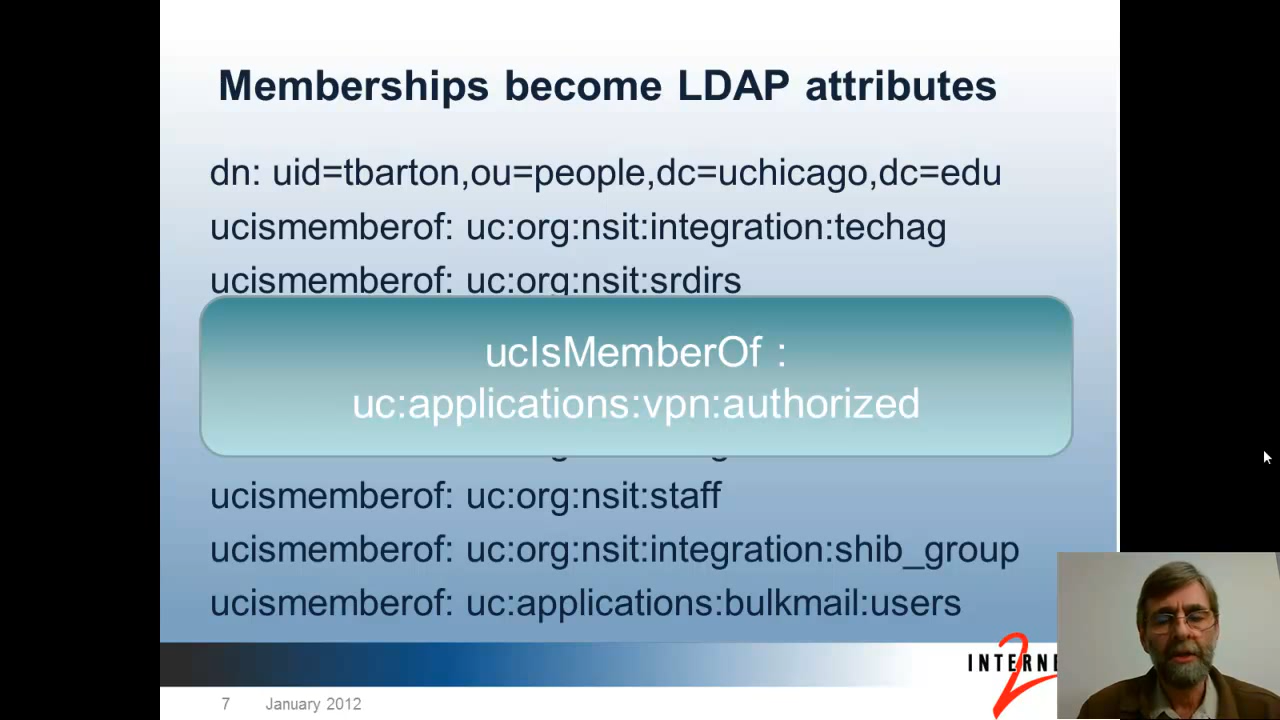 Memberships become LDAP attributes
dn: uid=tbarton,ou=people,dc=uchicago,dc=edu
ucismemberof: uc:org:nsit:integration:techag
ucismemberof: uc:org:nsit:srdirs
ucIsMemberOf :
uc:applications:vpn:authorized
ucismemberof: uc:org:nsit:staff
ucismemberof: uc:org:nsit:integration:shib_group
ucismemberof: uc:applications:bulkmail:users
INTERNE
2
7 January 2012